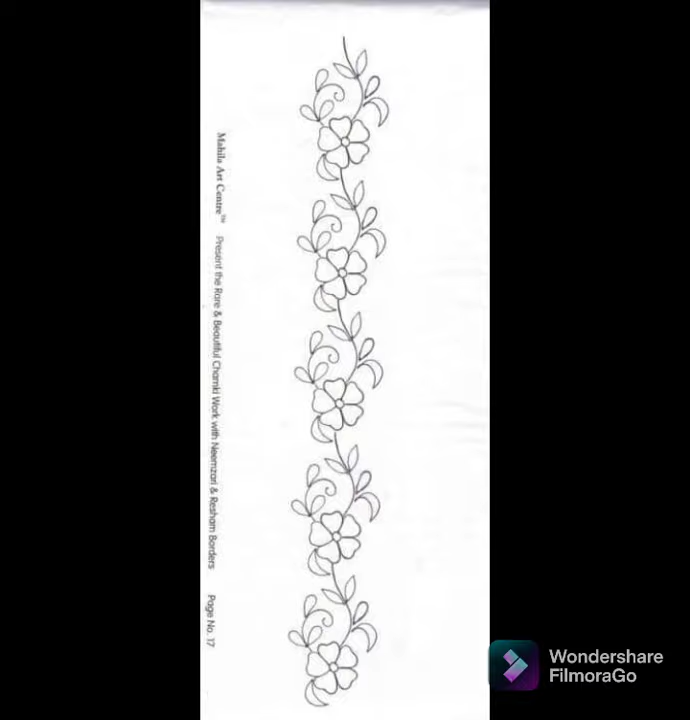 Mahila Art Centre™ Present the Rare & Beautiful Chamki Work with Neemzari & Resham Borders Page No. 17
Wondershare
FilmoraGo